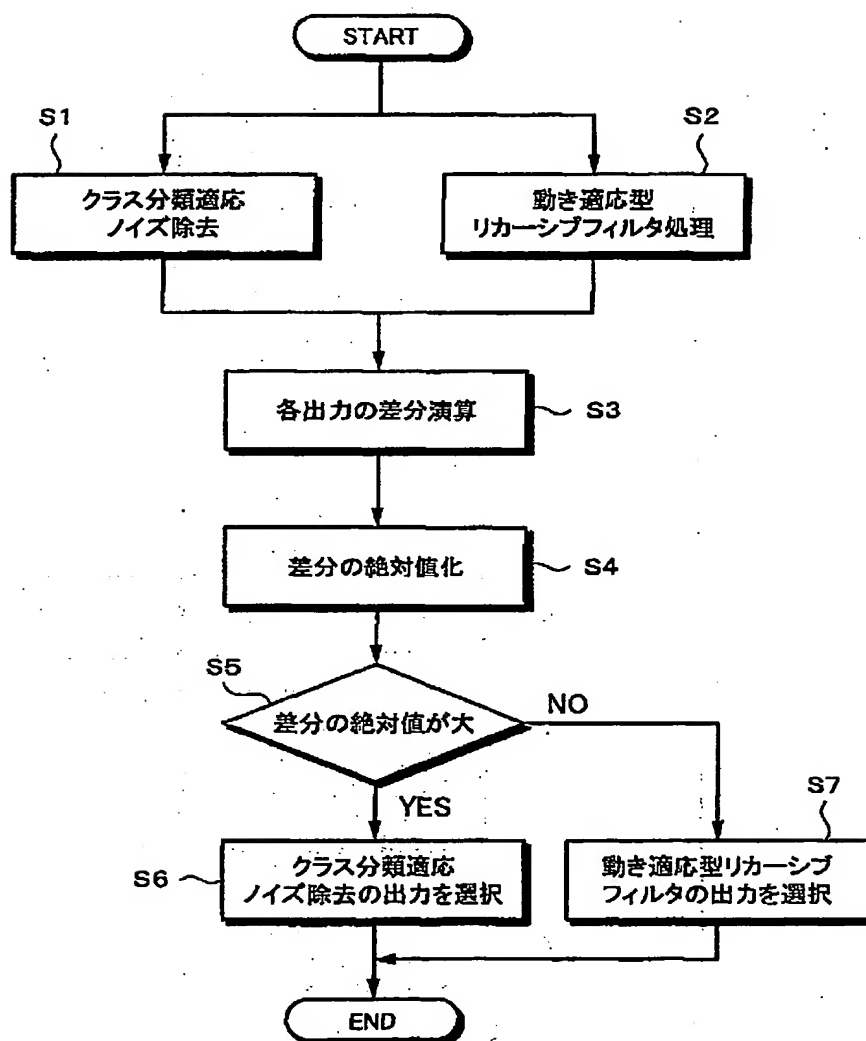 START
S1
S2
クラス分類適応
ノイズ除去
動き適応型
リカーシブフィルタ処理
各出力の差分演算
S3
差分の絶対値化
S4
S5
差分の絶対値が大
NO
YES
S7
S6
クラス分類適応
ノイズ除去の出力を選択
動き適応型リカーシブ
フィルタの出力を選択
END